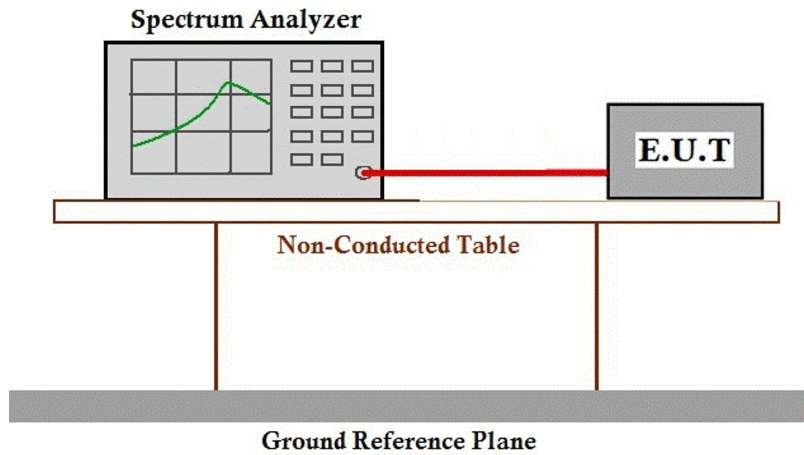 Spectrum Analyzer
E.U.T
Non-Conducted Table
Ground Reference Plane